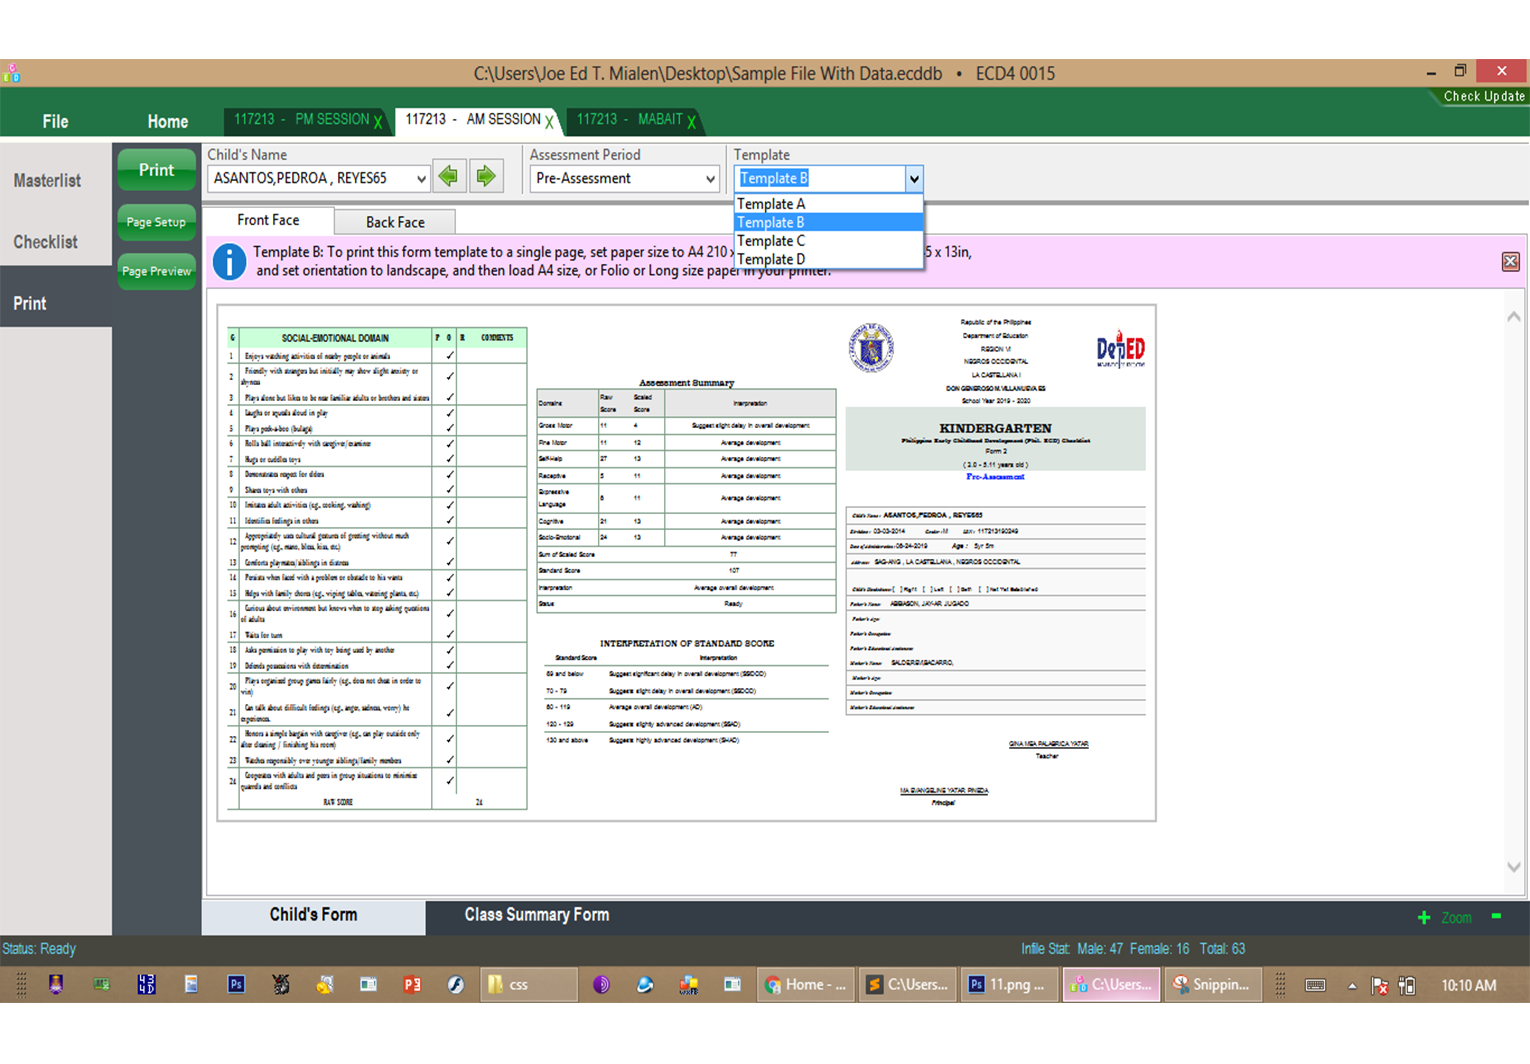 C:\Users\Joe Ed T. Mialen\Desktop\Sample File With Data.ecddb • ECD4 0015
Check Update
File Home 117213 - PM SESSION X 117213 - AM SESSION X 117213 - MABAIT X
Masterlist
Checklist
Print
Print
Page Setup
Page Preview
Child's Name
ASANTOS,PEDROA , REYES65
Assessment Period
Pre-Assessment
Template
Template B
Template A
Template B
Template C
Template D
Front Face Back Face
Template B: To print this form template to a single page, set paper size to A4 210 x 13in,
and set orientation to landscape, and then load A4 size, or Folio or Long size paper in your printer.
G SOCIAL-EMOTIONAL DOMAIN P O R COMMENTS
1 Enjoys watching activities of nearby people or animals ✓
2 Friendly with strangers but initially may show slight anxiety or
shyness ✓
3 Plays alone but likes to be near familiar adults or brothers and sisters ✓
4 Laughs or squeals aloud in play ✓
5 Plays peek-a-boo (bulaga) ✓
6 Rolls ball interactively with caregiver/examiner ✓
7 Hugs or cuddles toys ✓
8 Demonstrates respect for elders ✓
9 Shares toys with others ✓
10 Imitates adult activities (e.g., cooking, washing) ✓
11 Identifies feelings in others ✓
12 Appropriately uses cultural gestures of greeting without much
prompting (e.g., mano, bless, kiss, etc.) ✓
13 Comforts playmates/siblings in distress ✓
14 Persists when faced with a problem or obstacle to his wants ✓
15 Helps with family chores (e.g., wiping tables, watering plants, etc.) ✓
16 Curious about environment but knows when to stop asking questions
of adults ✓
17 Waits for turn ✓
18 Asks permission to play with toy being used by another ✓
19 Defends possessions with determination ✓
20 Plays organized group games fairly (e.g., does not cheat in order to
win) ✓
21 Can talk about difficult feelings (e.g., anger, sadness, worry) he
experiences. ✓
22 Honors a simple bargain with caregiver (e.g., can play outside only
after cleaning / finishing his room) ✓
23 Watches responsibly over younger siblings/family members ✓
24 Cooperates with adults and peers in group situations to minimize
quarrels and conflicts ✓
RAW SCORE 24
Assessment Summary
Domains Raw Score Scaled Score Interpretation
Gross Motor 11 4 Suggest slight delay in overall development
Fine Motor 11 12 Average development
Self-Help 27 13 Average development
Receptive 5 11 Average development
Expressive Language 8 11 Average development
Cognitive 21 13 Average development
Socio-Emotional 24 13 Average development
Sum of Scaled Score 77
Standard Score 107
Interpretation Average overall development
Status Ready
INTERPRETATION OF STANDARD SCORE
Standard Score Interpretation
69 and below Suggest significant delay in overall development (SSDOD)
70 - 79 Suggests slight delay in overall development (SSDOD)
80 - 119 Average overall development (AD)
120 - 129 Suggests slightly advanced development (SSAD)
130 and above Suggests highly advanced development (SHAD)
Republic of the Philippines
Department of Education
REGION VI
NEGROS OCCIDENTAL
LA CASTELLANA I
DON GENEROSO M. VILLANUEVA ES
School Year 2019 - 2020
DepED
KINDERGARTEN
Philippine Early Childhood Development (Phil. ECD) Checklist
Form 2
( 3.0 - 5.11 years old )
Pre-Assessment
Child's Name : ASANTOS,PEDROA , REYES65
Birthdate : 03-03-2014 Gender : M LRN : 117213190249
Date of Administration : 08-24-2019 Age : 5yr 5m
Address: SAG-ANG , LA CASTELLANA , NEGROS OCCIDENTAL
Child's Handedness [ ] Right [ ] Left [ ] Both [ ] Not Yet Established
Father's Name: ABBIASON, JAY-AR JUGADO
Father's Age:
Father's Occupation:
Father's Educational Attainment:
Mother's Name:
Mother's Age:
Mother's Occupation:
Mother's Educational Attainment:
GINA MEA PALABRICA YATAR
Teacher
MA EVANGELINE YATAR PINEDA
Principal
Child's Form Class Summary Form
Zoom
Status: Ready
Infile Stat: Male: 47 Female: 16 Total: 63
css
Home - ...
C:\Users...
11.png ...
C:\Users...
Snippin...
10:10 AM